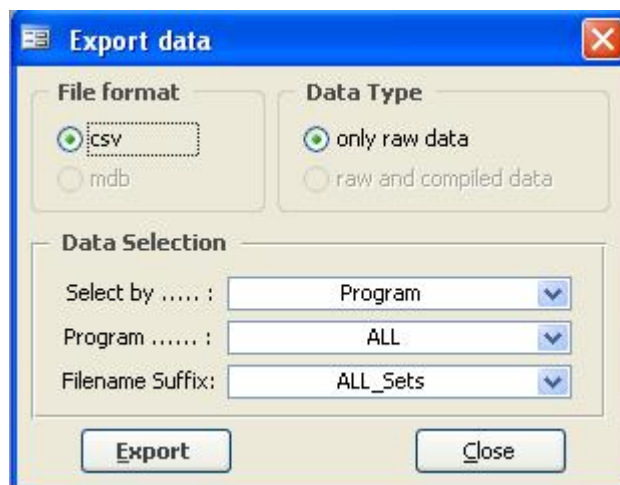 Export data
File format
csv
mdb
Data Type
only raw data
raw and compiled data
Data Selection
Select by ..... : Program
Program ...... : ALL
Filename Suffix: ALL_Sets
Export Close